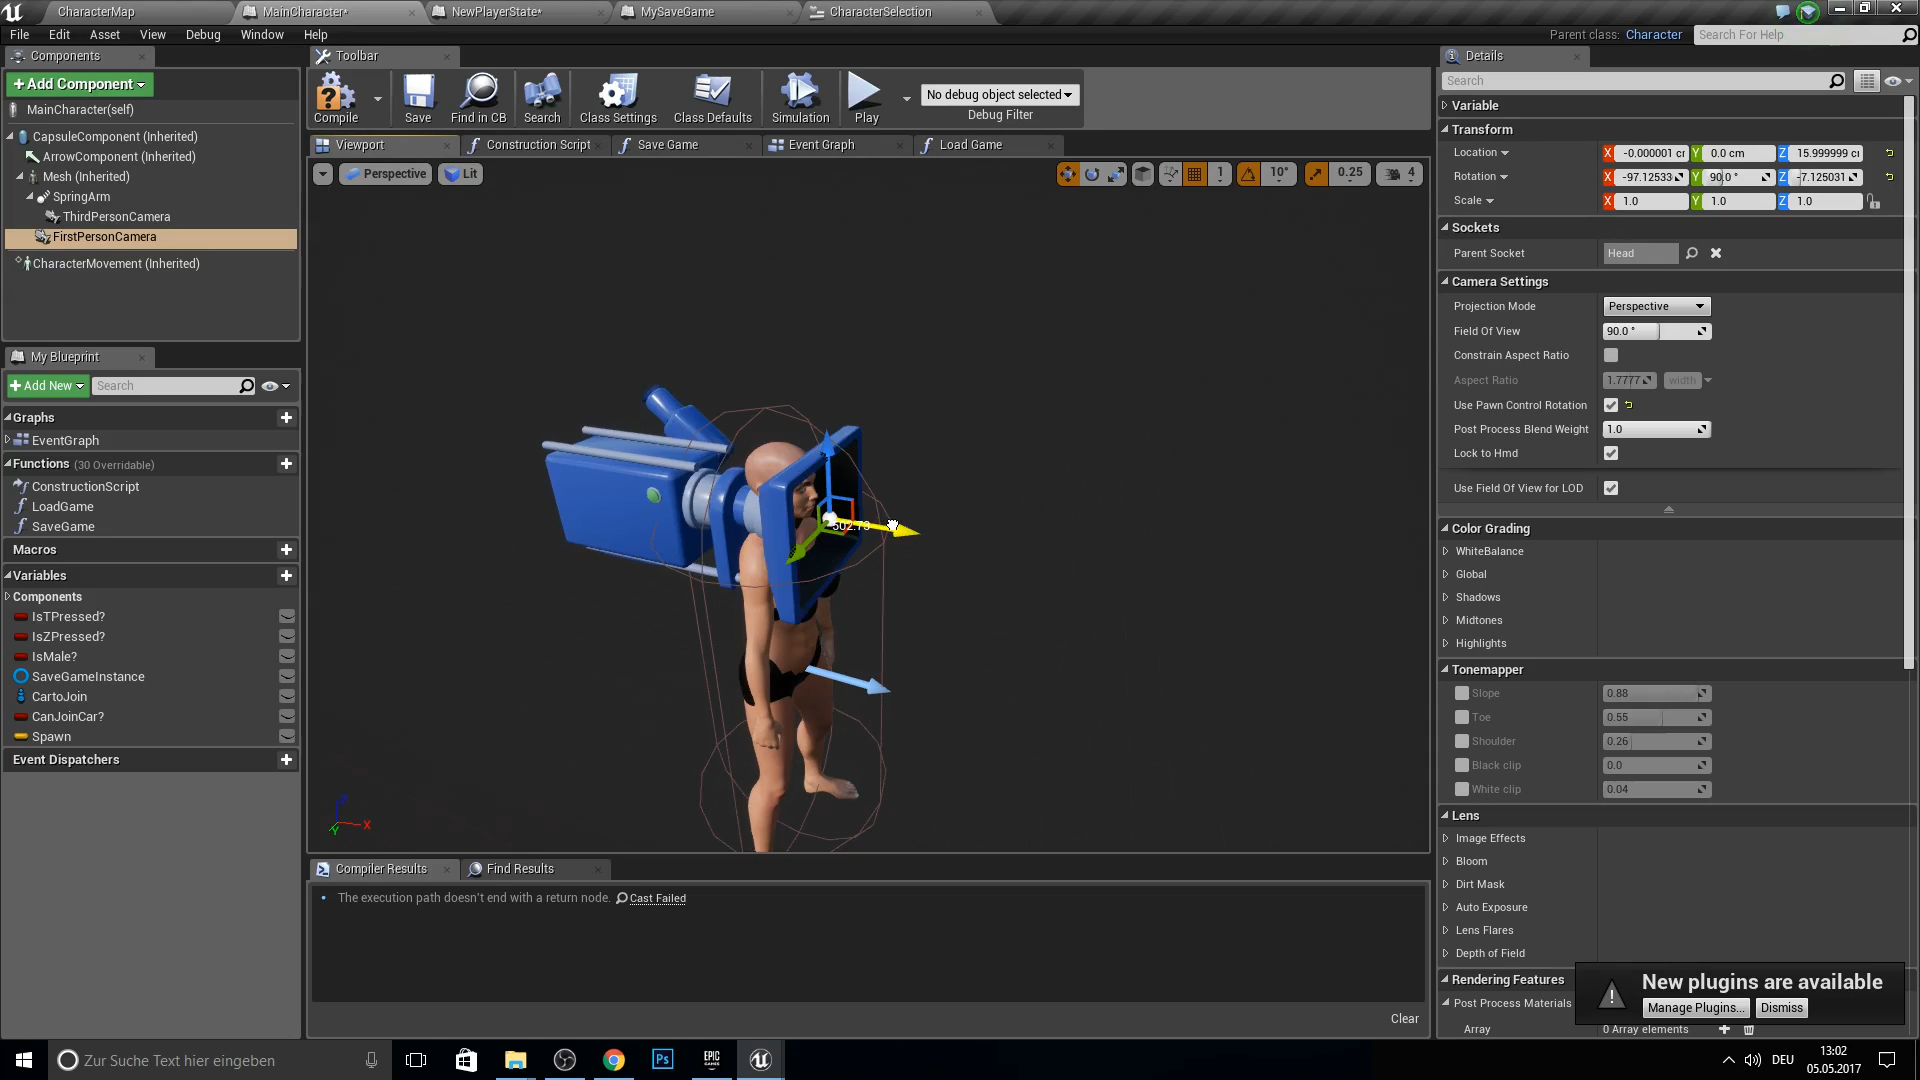 CharacterMap
MainCharacter*
NewPlayerState*
MySaveGame
CharacterSelection
File Edit Asset View Debug Window Help
Parent class: Character
Search For Help
Components
+Add Component
MainCharacter(self)
CapsuleComponent (Inherited)
ArrowComponent (Inherited)
Mesh (Inherited)
SpringArm
ThirdPersonCamera
FirstPersonCamera
CharacterMovement (Inherited)
My Blueprint
+Add New
Search
Graphs
EventGraph
Functions (30 Overridable)
ConstructionScript
LoadGame
SaveGame
Macros
Variables
Components
IsTPressed?
IsZPressed?
IsMale?
SaveGameInstance
CartoJoin
CanJoinCar?
Spawn
Event Dispatchers
Toolbar
Compile
Save
Find in CB
Search
Class Settings
Class Defaults
Simulation
Play
No debug object selected
Debug Filter
Viewport
Construction Script
Save Game
Event Graph
Load Game
Perspective
Lit
1
10°
0.25
4
502.73
Z
X
Y
Compiler Results
Find Results
The execution path doesn't end with a return node. Cast Failed
Clear
Details
Search
Variable
Transform
Location X -0.000001 cr Y 0.0 cm Z 15.999999 cr
Rotation X -97.12533 Y 90.0 ° Z -7.125031
Scale X 1.0 Y 1.0 Z 1.0
Sockets
Parent Socket Head
Camera Settings
Projection Mode Perspective
Field Of View 90.0 °
Constrain Aspect Ratio
Aspect Ratio 1.7777 width
Use Pawn Control Rotation
Post Process Blend Weight 1.0
Lock to Hmd
Use Field Of View for LOD
Color Grading
WhiteBalance
Global
Shadows
Midtones
Highlights
Tonemapper
Slope 0.88
Toe 0.55
Shoulder 0.26
Black clip 0.0
White clip 0.04
Lens
Image Effects
Bloom
Dirt Mask
Auto Exposure
Lens Flares
Depth of Field
Rendering Features
Post Process Materials
Array 0 Array elements
New plugins are available
Manage Plugins... Dismiss
Zur Suche Text hier eingeben
Ps
EPIC
GAMES
DEU
13:02
05.05.2017